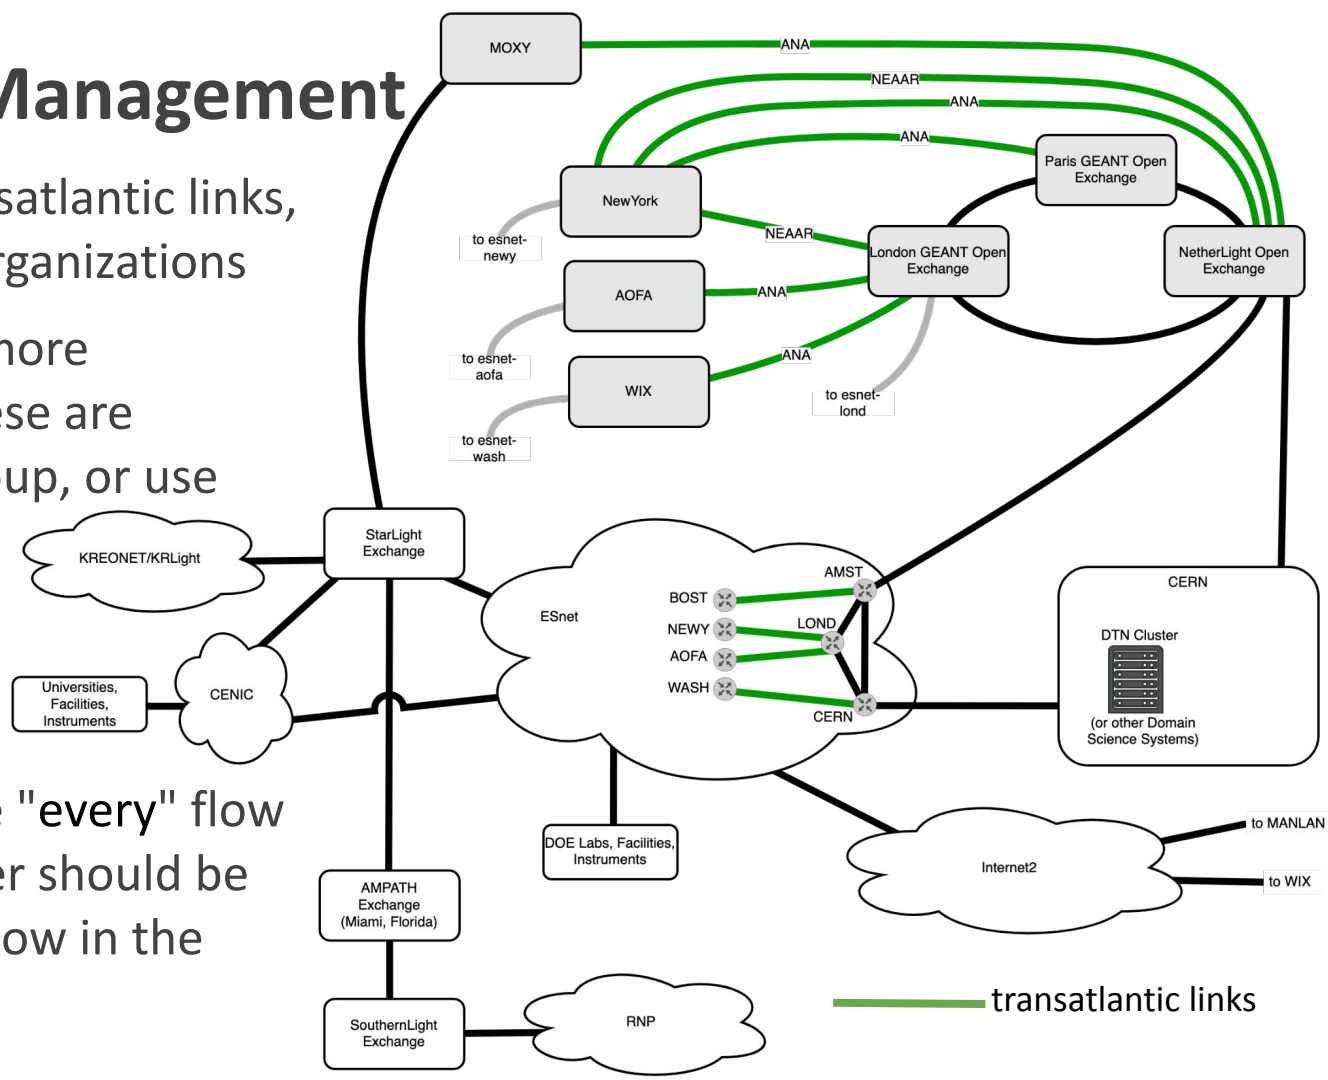 Management
satlantic links,
rganizations
more
ese are
oup, or use
e "every" flow
er should be
ow in the
MOXY
ANA
NEAAR
ANA
ANA
Paris GEANT Open
Exchange
NewYork
to esnet-
newy
NEAAR
London GEANT Open
Exchange
NetherLight Open
Exchange
AOFA
ANA
to esnet-
aofa
WIX
ANA
to esnet-
lond
to esnet-
wash
StarLight
Exchange
KREONET/KRLight
ESnet
AMST
BOST
LOND
NEWY
AOFA
WASH
CERN
CERN
DTN Cluster
(or other Domain
Science Systems)
CENIC
Universities,
Facilities,
Instruments
DOE Labs, Facilities,
Instruments
to MANLAN
Internet2
to WIX
AMPATH
Exchange
(Miami, Florida)
SouthernLight
Exchange
RNP
transatlantic links